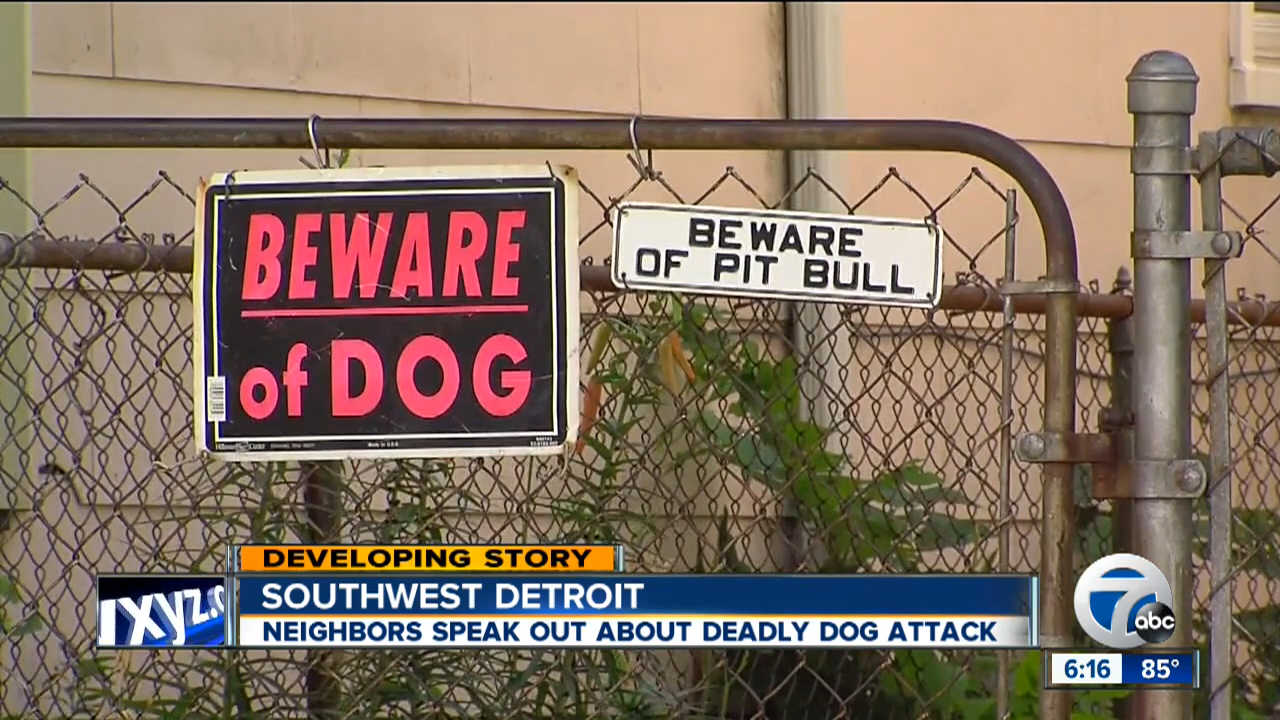 BEWARE
of DOG
BEWARE
OF PIT BULL
DEVELOPING STORY
SOUTHWEST DETROIT
NEIGHBORS SPEAK OUT ABOUT DEADLY DOG ATTACK
7
abc
6:16 85°